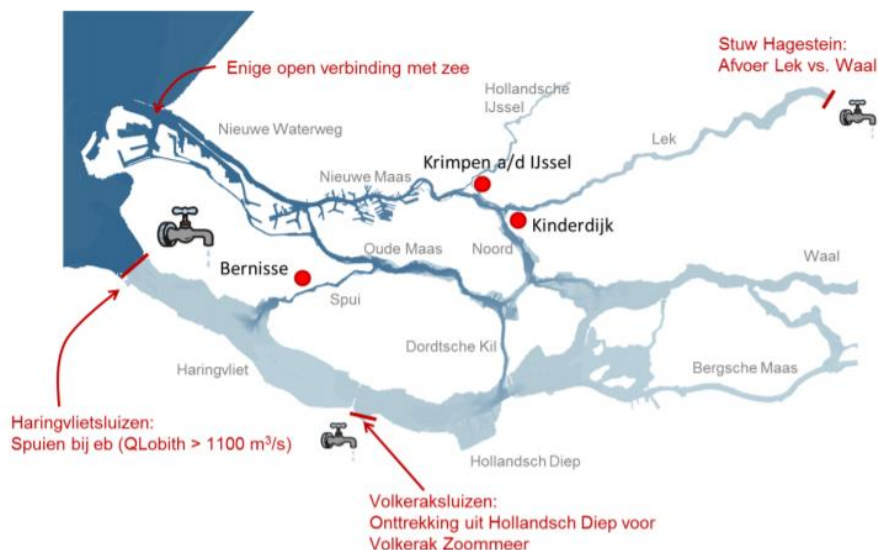 Stuw Hagestein:
Afvoer Lek vs. Waal
Enige open verbinding met zee
Hollandsche
IJssel
Nieuwe Waterweg
Lek
Nieuwe Maas
Krimpen a/d IJssel
Kinderdijk
Oude Maas
Noord
Waal
Bernisse
Spui
Dordtsche Kil
Bergsche Maas
Haringvliet
Haringvlietsluizen:
Spuien bij eb (QLobith > 1100 m³/s)
Hollandsch Diep
Volkeraksluizen:
Onttrekking uit Hollandsch Diep voor
Volkerak Zoommeer